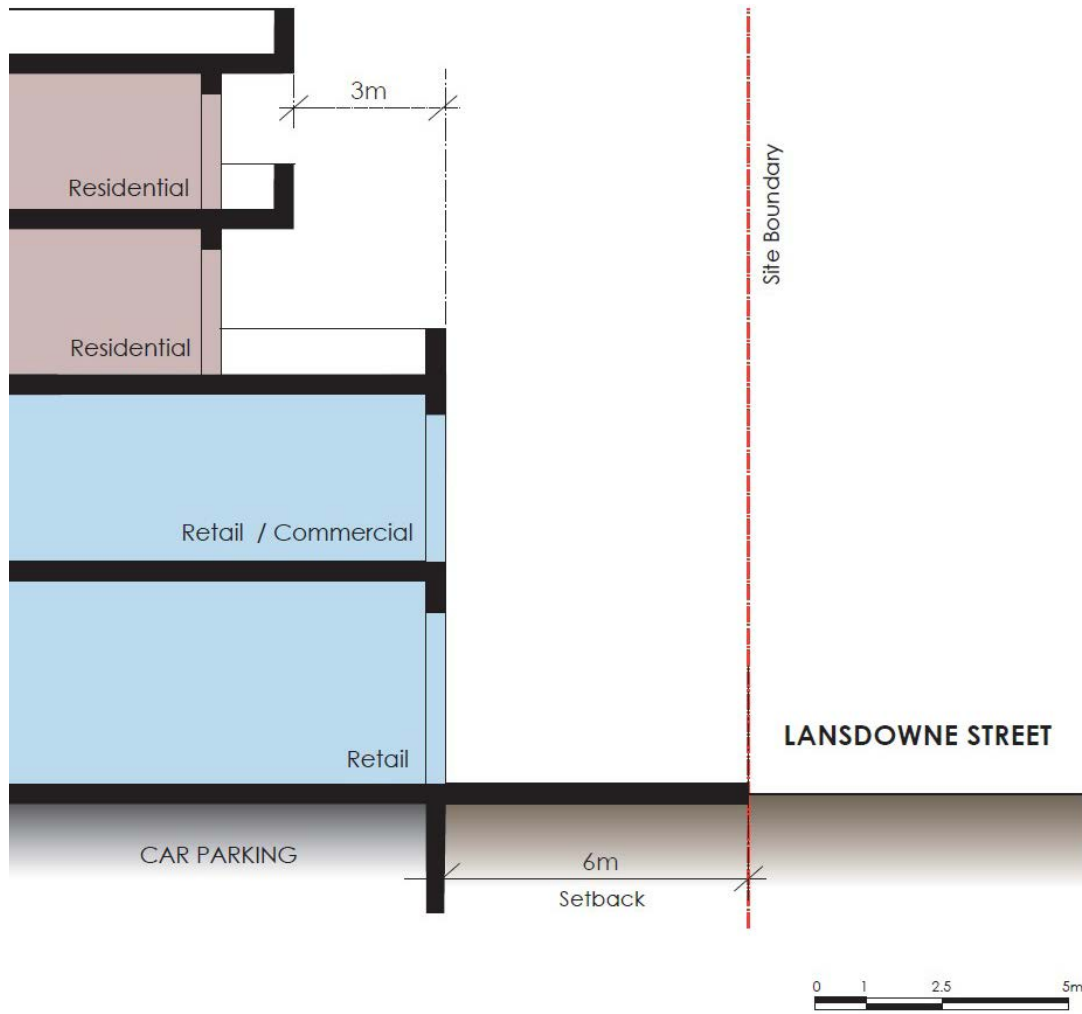 3m
Residential
Site Boundary
Residential
Retail / Commercial
LANSDOWNE STREET
Retail
CAR PARKING
6m
Setback
0 1 2.5 5m